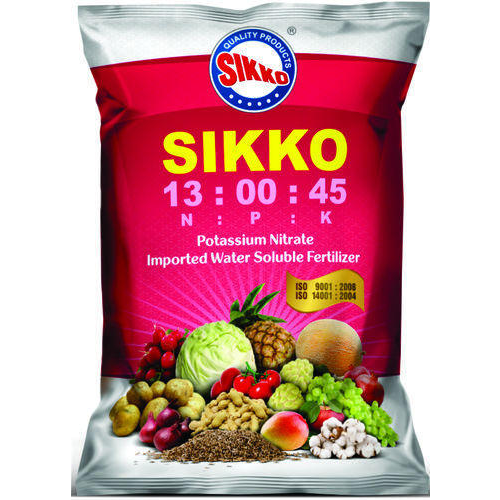 QUALITY PRODUCTS
®
SIKKO
SIKKO
13 : 00 : 45
N : P : K
Potassium Nitrate
Imported Water Soluble Fertilizer
ISO 9001 : 2008
ISO 14001 : 2004